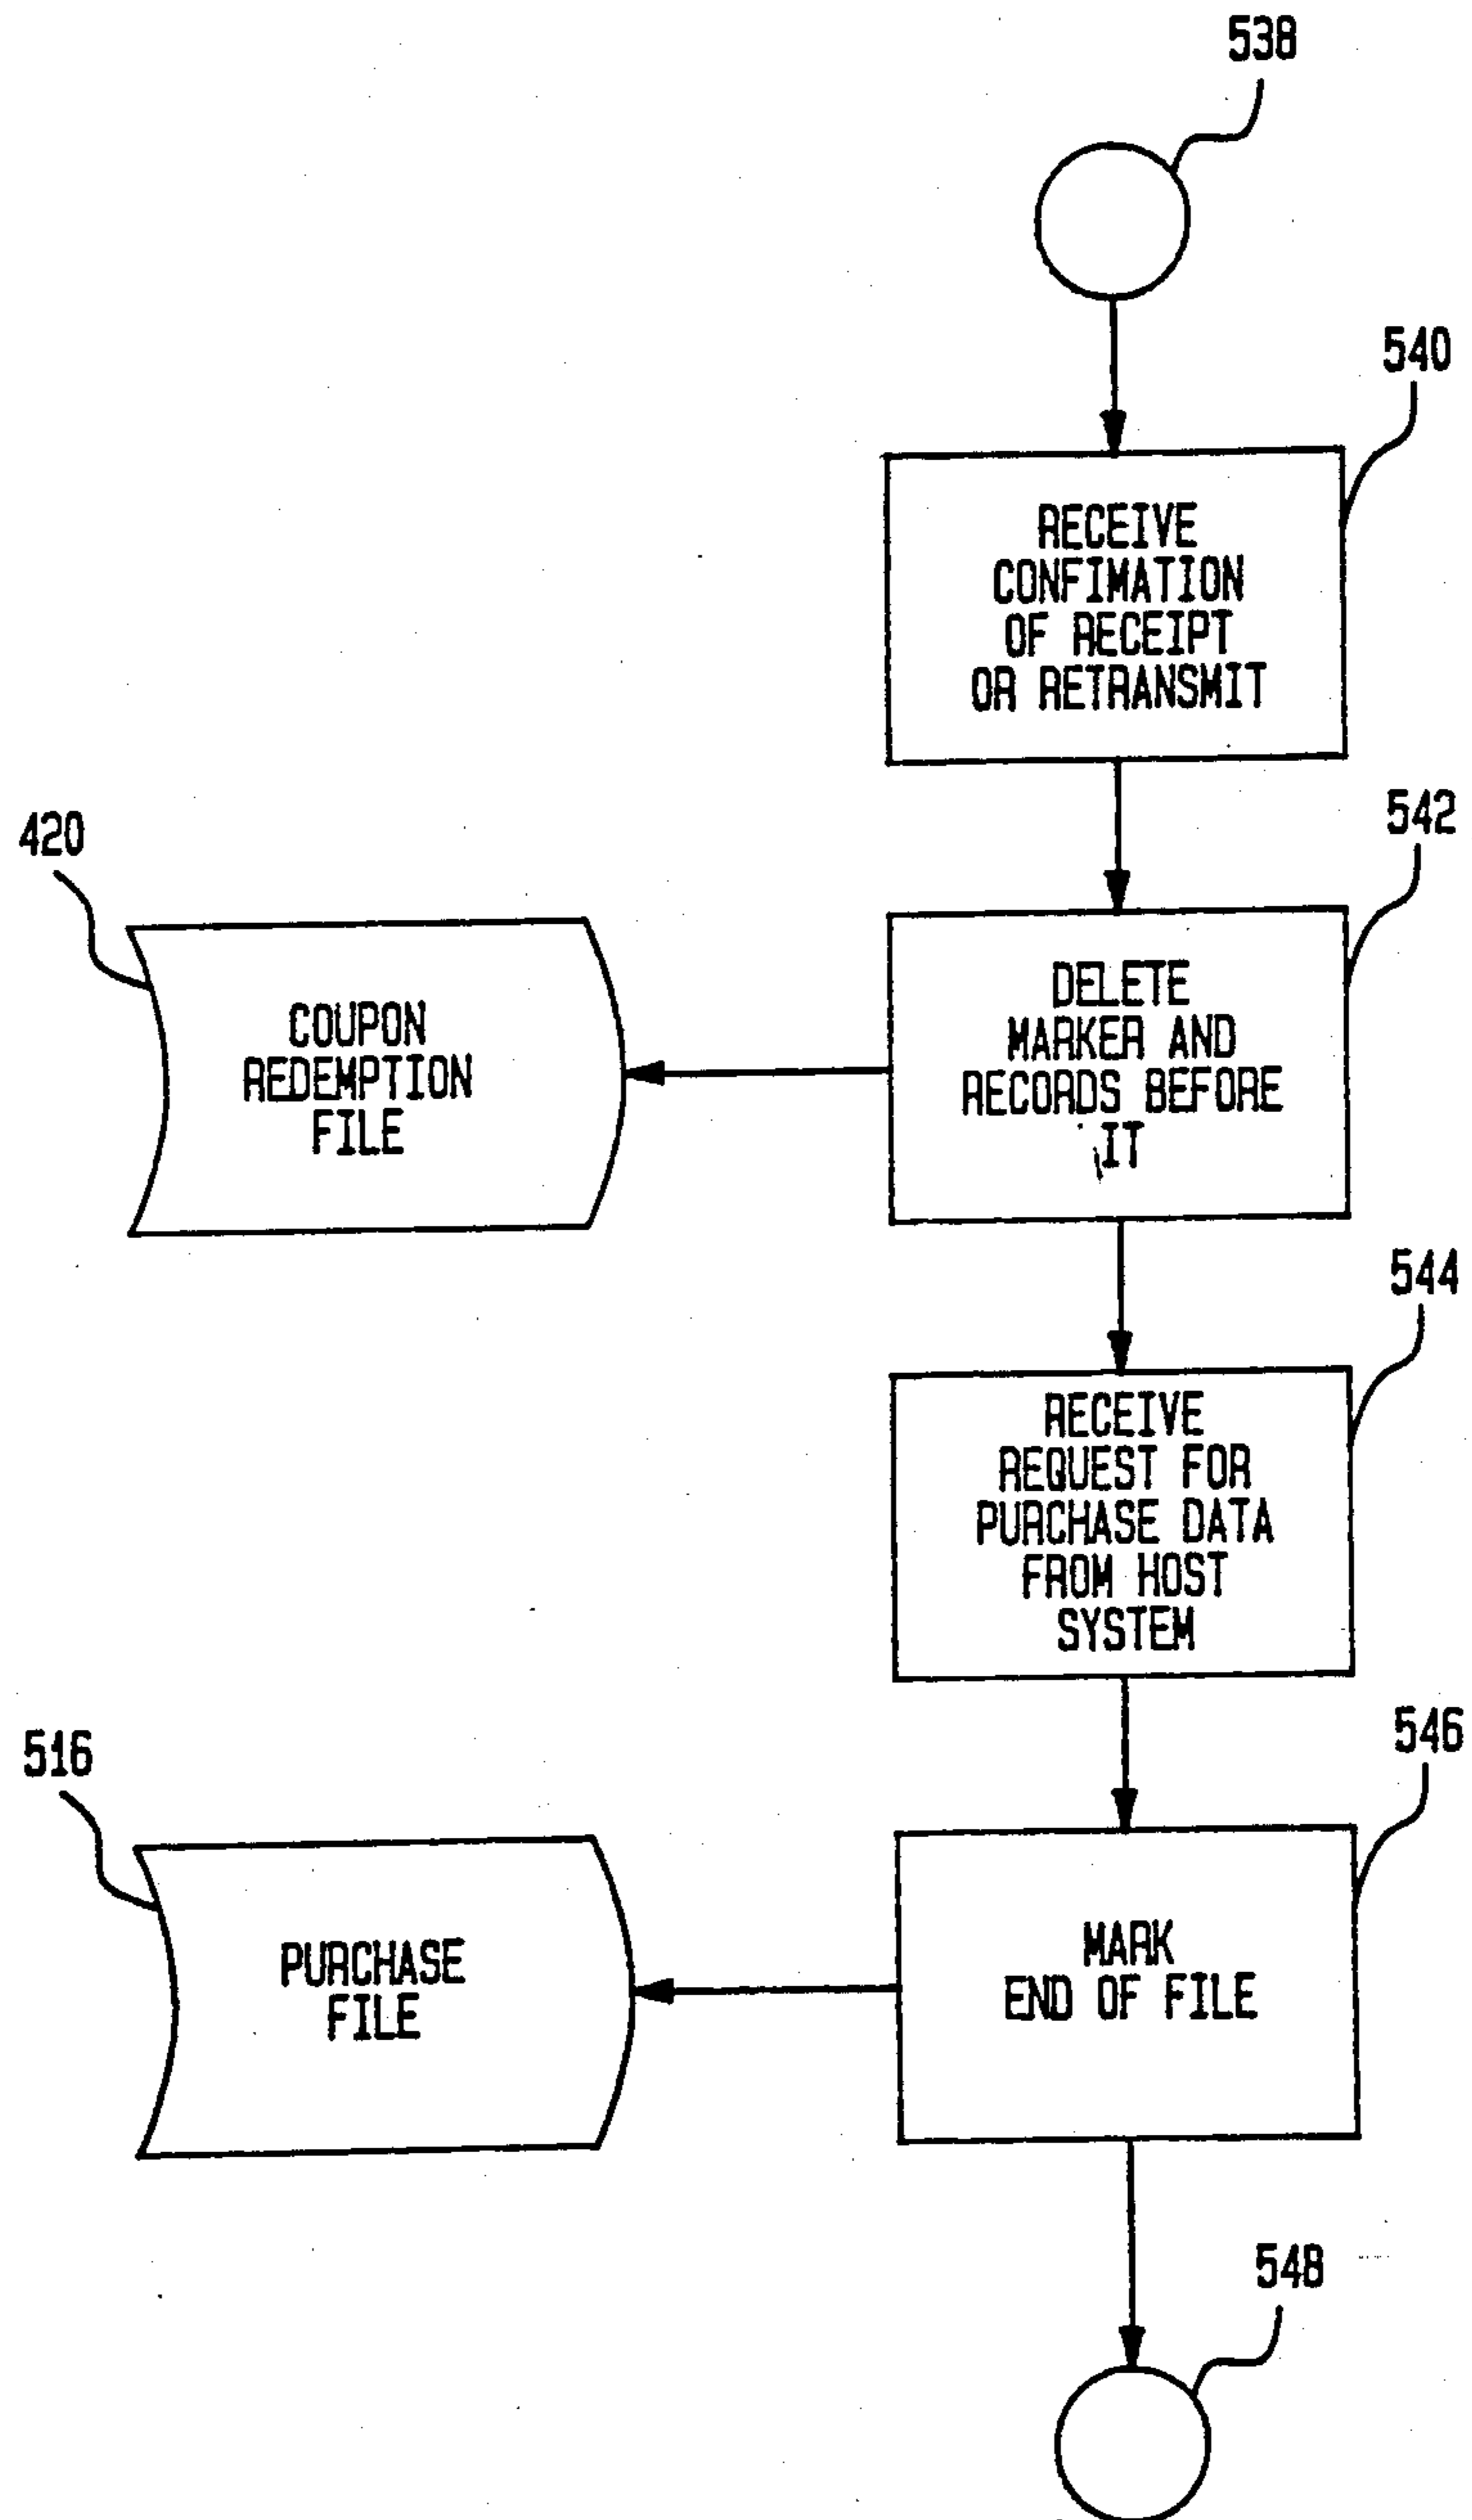 538
540
RECEIVE
CONFIMATION
OF RECEIPT
OR RETRANSMIT
420
542
COUPON
REDEMPTION
FILE
DELETE
MARKER AND
RECORDS BEFORE
IT
544
RECEIVE
REQUEST FOR
PURCHASE DATA
FROM HOST
SYSTEM
516
546
PURCHASE
FILE
MARK
END OF FILE
548